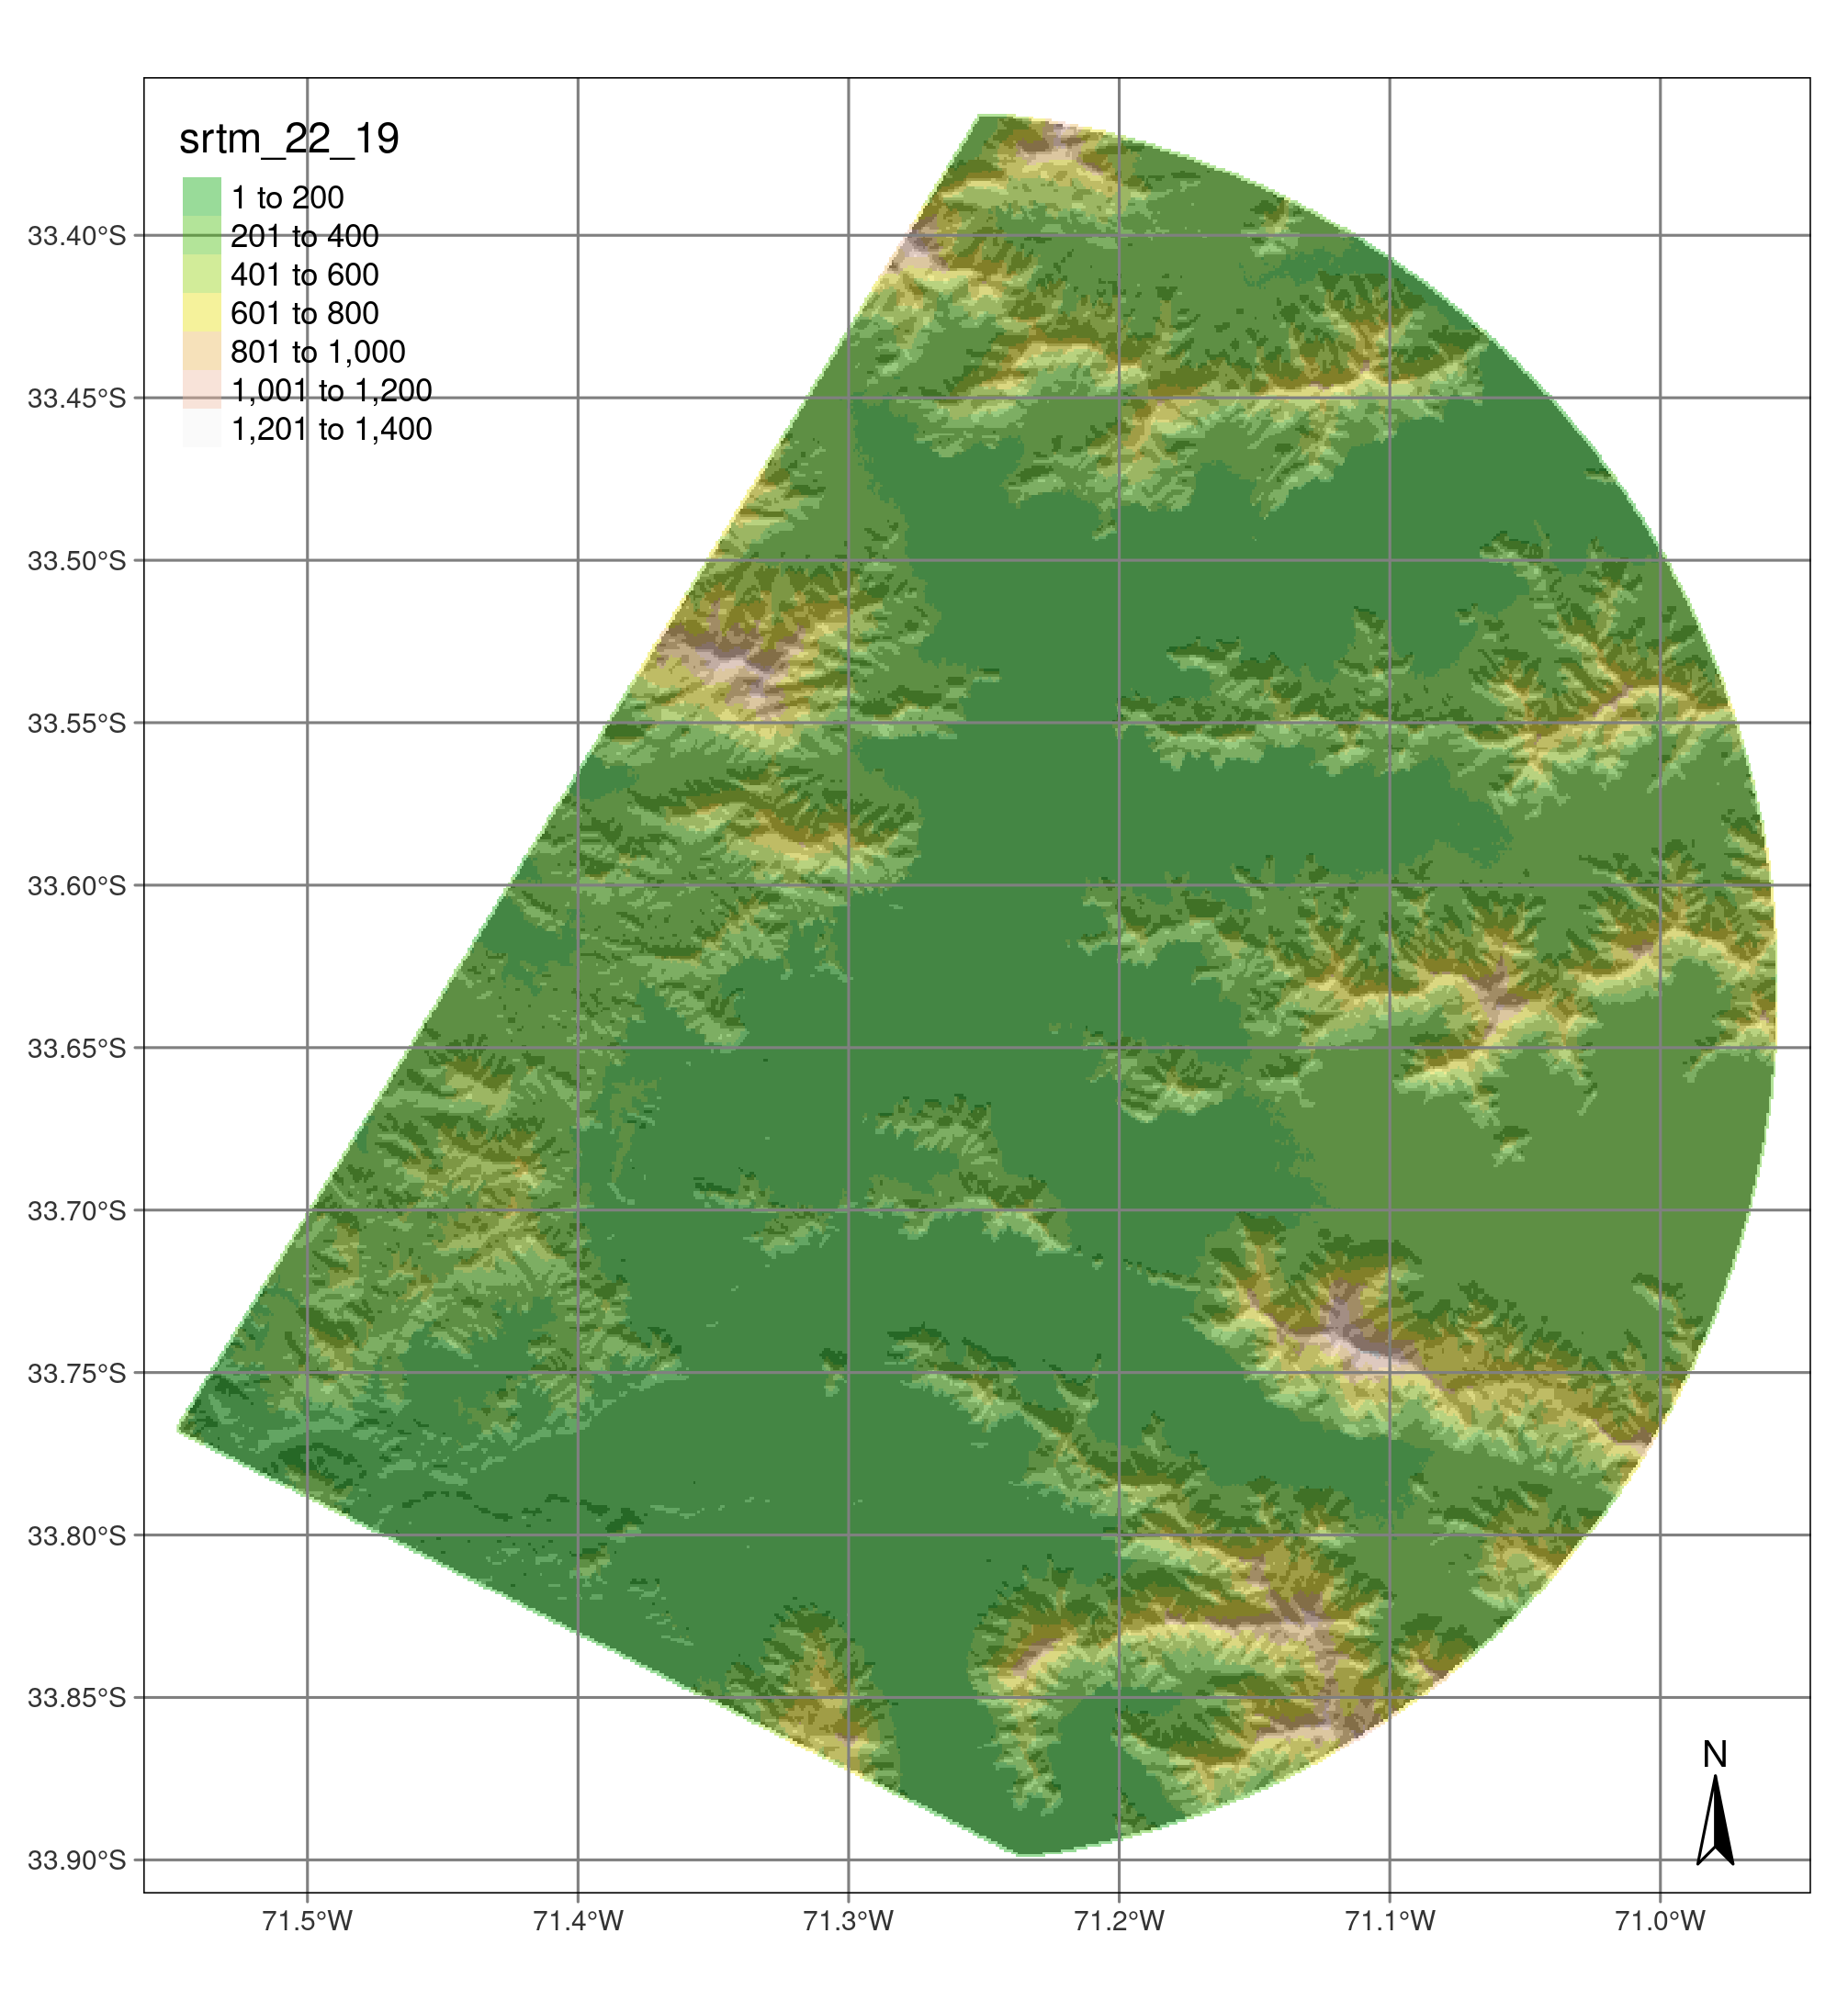 srtm_22_19
1 to 200
201 to 400
401 to 600
601 to 800
801 to 1,000
1,001 to 1,200
1,201 to 1,400
33.40°S
33.45°S
33.50°S
33.55°S
33.60°S
33.65°S
33.70°S
33.75°S
33.80°S
33.85°S
33.90°S
N
71.5°W 71.4°W 71.3°W 71.2°W 71.1°W 71.0°W